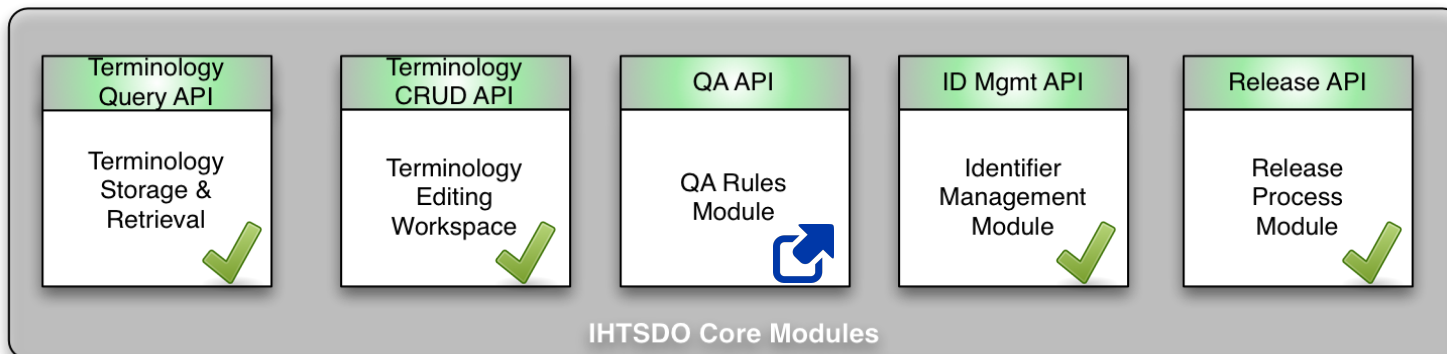 Terminology
Query API
Terminology
Storage &
Retrieval
Terminology
CRUD API
Terminology
Editing
Workspace
QA API
QA Rules
Module
ID Mgmt API
Identifier
Management
Module
Release API
Release
Process
Module
IHTSDO Core Modules